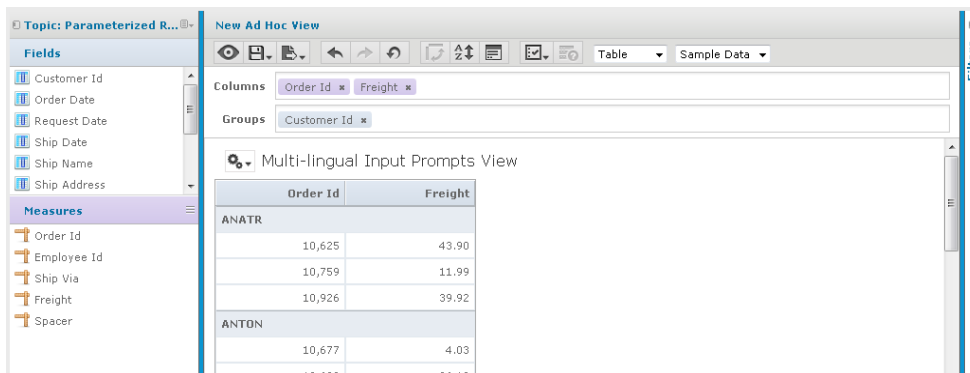 Topic: Parameterized R...
New Ad Hoc View
Fields
Table
Sample Data
Customer Id
Order Date
Request Date
Ship Date
Ship Name
Ship Address
Columns
Order Id × Freight ×
Groups
Customer Id ×
Multi-lingual Input Prompts View
Order Id Freight
ANATR
10,625 43.90
10,759 11.99
10,926 39.92
ANTON
10,677 4.03
Measures
Order Id
Employee Id
Ship Via
Freight
Spacer